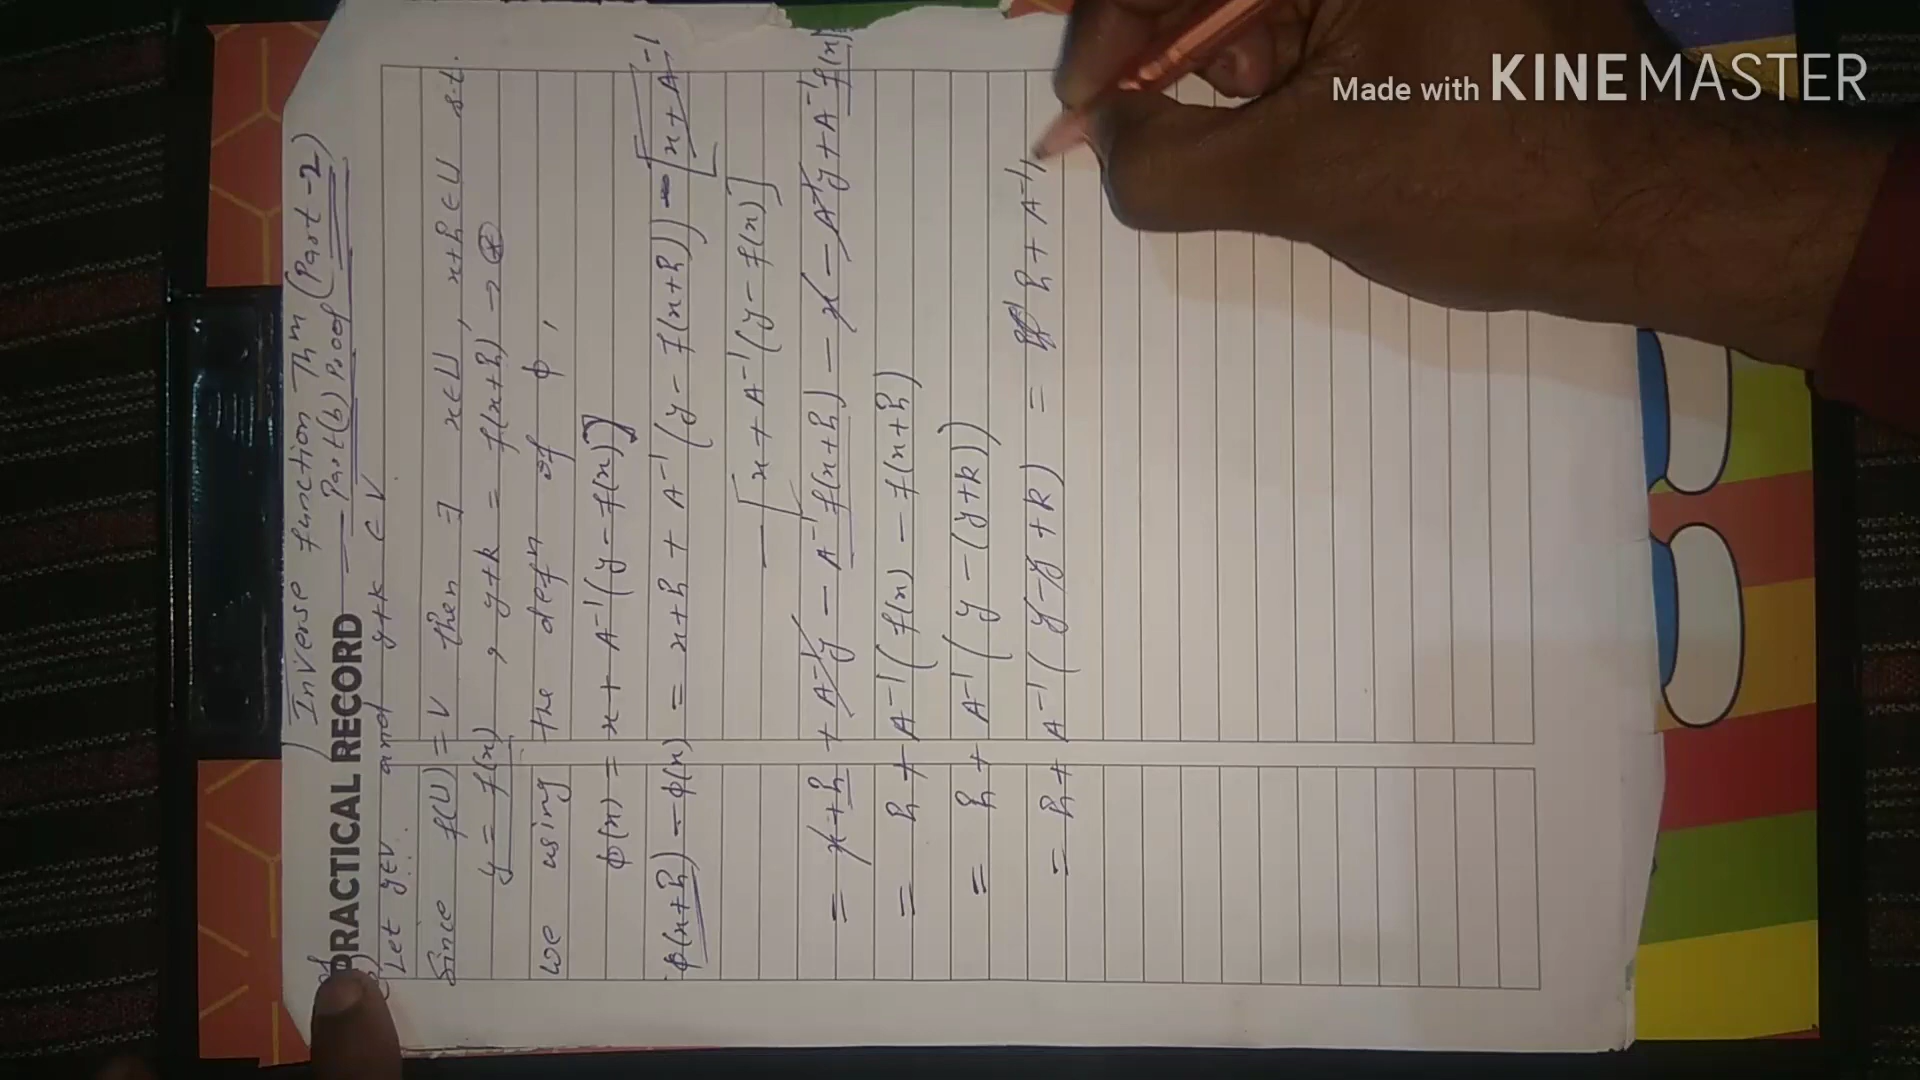 Made with KINEMASTER
Inverse function Thm (Part-2)
— Part(b) Proof
PRACTICAL RECORD
Let y∈V and y+k ∈ V.
Since f(U) = V then ∃ x∈U, x+h∈U s.t.
y = f(x), y+k = f(x+h) → ⊛
we using the defn of φ,
φ(x) = x + A⁻¹(y - f(x))
φ(x+h) - φ(x) = x+h + A⁻¹(y - f(x+h)) -
- [x + A⁻¹(y - f(x)]
= x+h + A⁻¹y - A⁻¹f(x+h) - x - A⁻¹y + A⁻¹f(x)
= h + A⁻¹(f(x) - f(x+h)
= h + A⁻¹(y - (y+k))
= h + A⁻¹(y-y+k) = h + A⁻¹